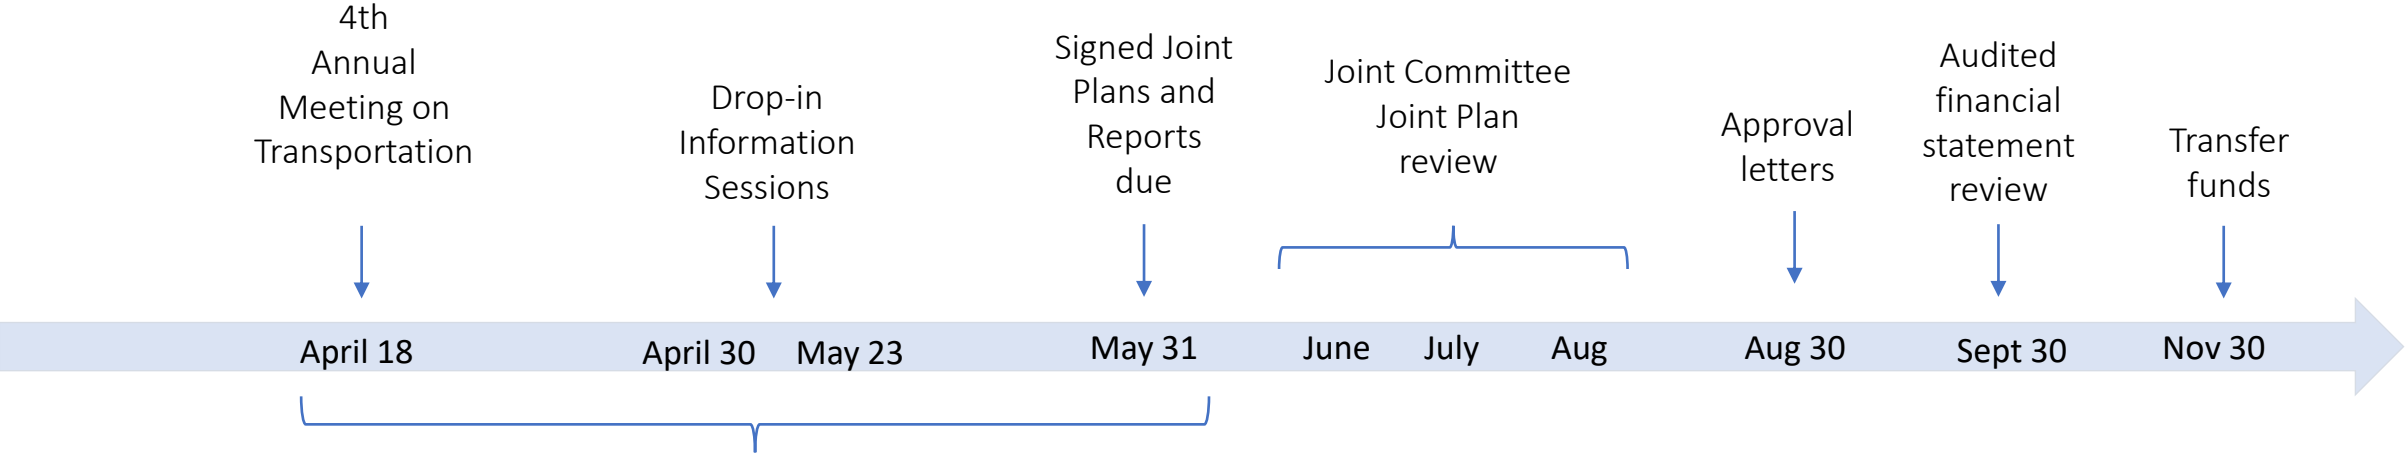 4th
Annual
Meeting on
Transportation
Drop-in
Information
Sessions
Signed Joint
Plans and
Reports
due
Joint Committee
Joint Plan
review
Approval
letters
Audited
financial
statement
review
Transfer
funds
April 18
April 30
May 23
May 31
June
July
Aug
Aug 30
Sept 30
Nov 30